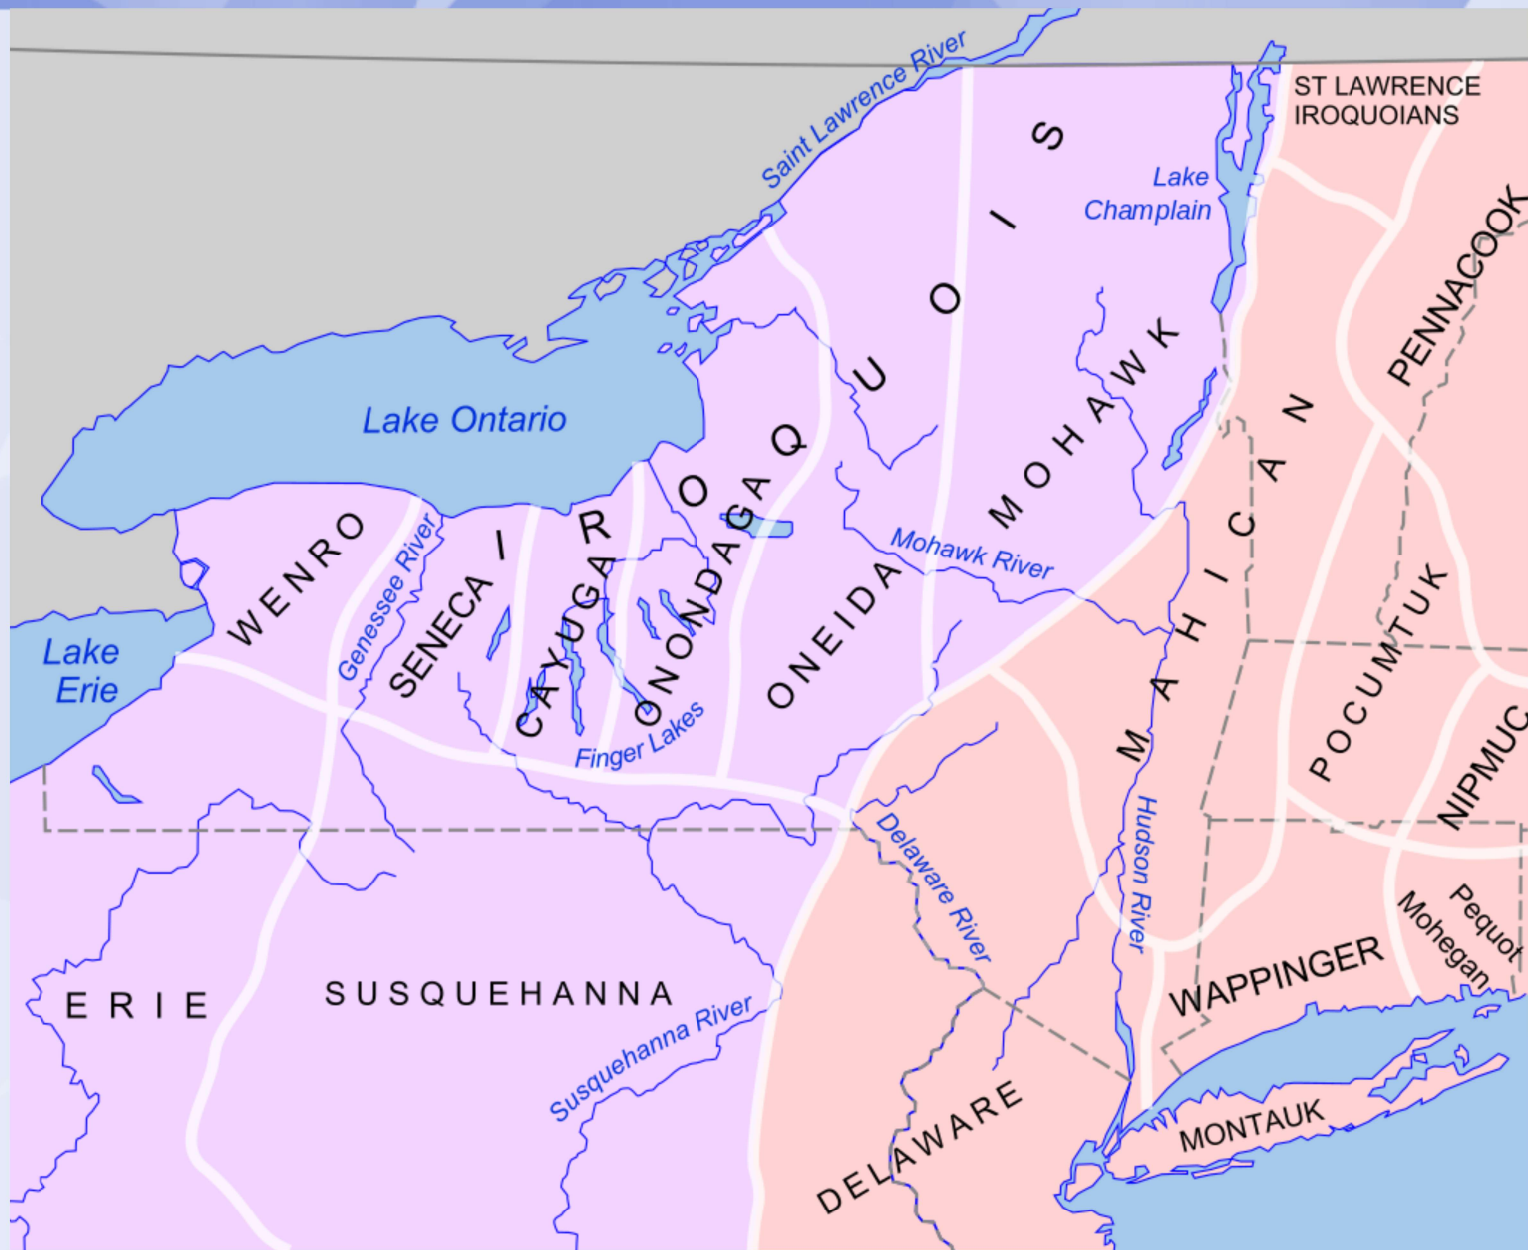 Saint Lawrence River
ST LAWRENCE
IROQUOIANS
Lake
Champlain
PENNACOOK
IROQUOIS
MOHAWK
Lake Ontario
MAHICAN
WENRO
Genessee River
SENECA
CAYUGA
ONONDAGA
ONEIDA
Mohawk River
POCUMTUK
Lake
Erie
Finger Lakes
NIPMUC
Hudson River
Delaware River
Pequot
Mohegan
WAPPINGER
ERIE
SUSQUEHANNA
Susquehanna River
DELAWARE
MONTAUK